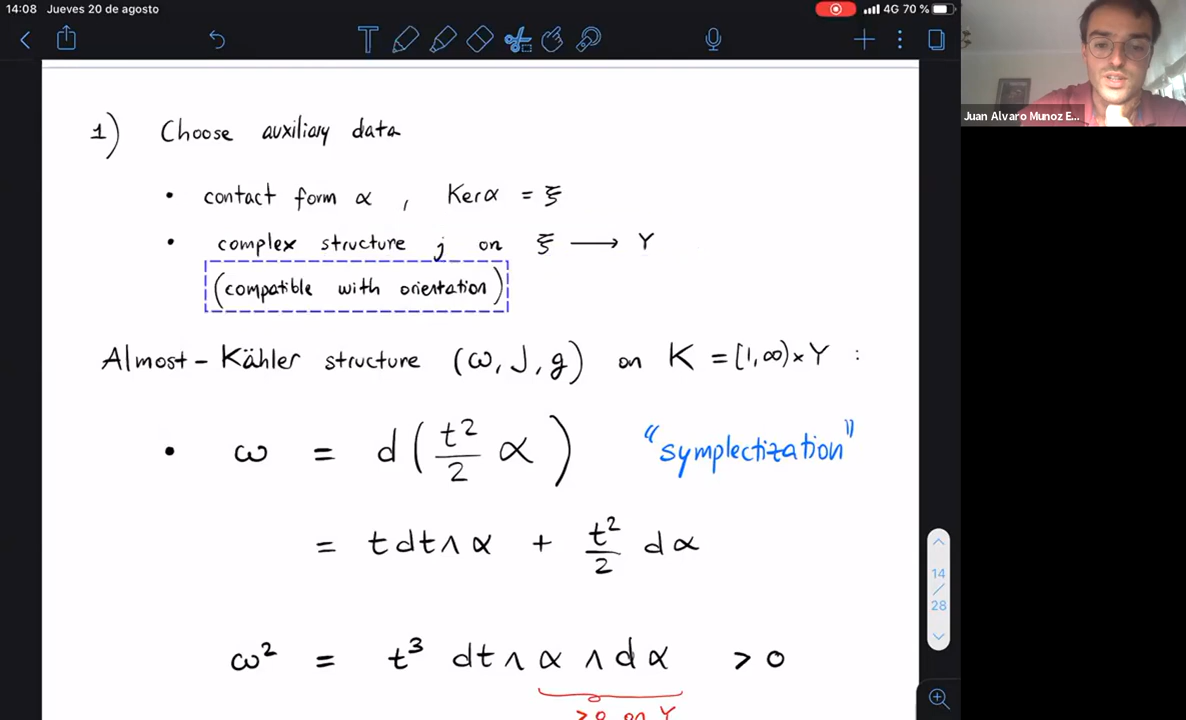 14:08 Jueves 20 de agosto
4G 70 %
T
Juan Alvaro Munoz E...
1) Choose auxiliary data
• contact form α , Ker α = ξ
• complex structure j on ξ ⟶ Y
(compatible with orientation)
Almost-Kähler structure (ω, J, g) on K = [1,∞) × Y :
• ω = d( t²/2 α ) "symplectization"
= t dt ∧ α + t²/2 dα
14 / 28
ω² = t³ dt ∧ α ∧ dα > 0
> 0 on Y